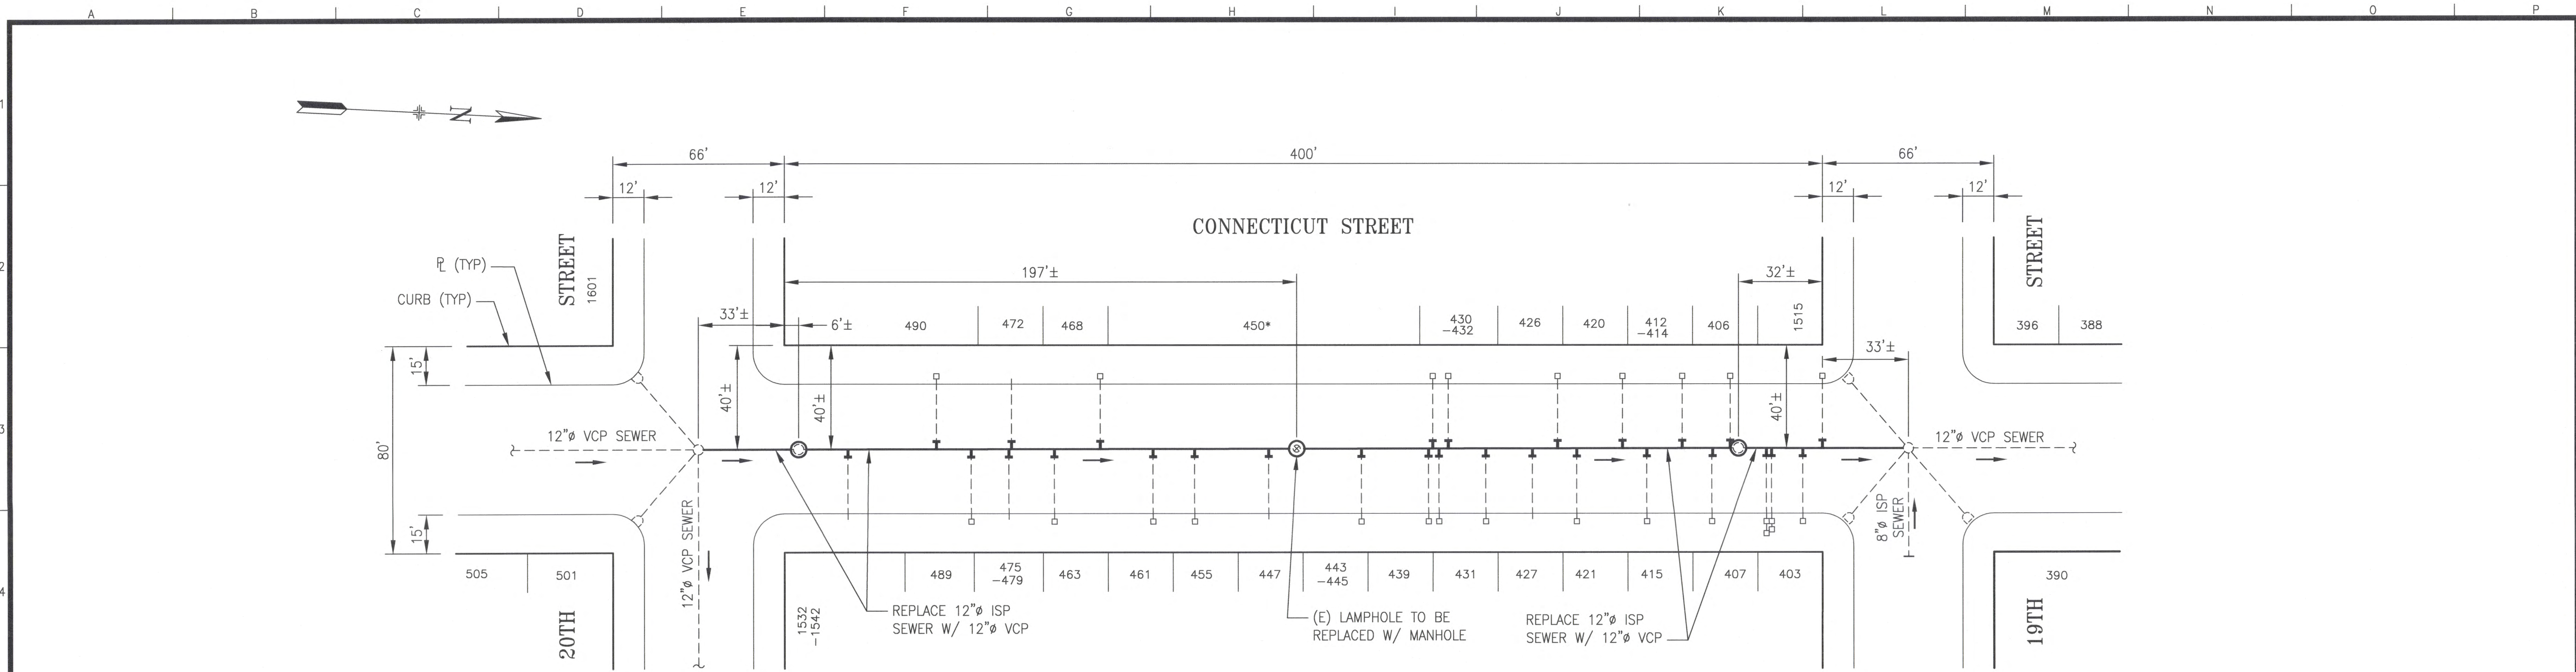 A B C D E F G H I J K L M N O P
1
N
66' 400' 66'
12' 12' 12' 12'
CONNECTICUT STREET
2
℄ (TYP)
CURB (TYP)
STREET
1601
197'±
32'±
STREET
33'±
6'±
490
472
468
450*
430
-432
426
420
412
-414
406
1515
396
388
33'±
15'
40'±
40'±
40'±
3
80'
12"ø VCP SEWER
12"ø VCP SEWER
15'
12"ø VCP SEWER
8"ø ISP
SEWER
4
505
501
489
475
-479
463
461
455
447
443
-445
439
431
427
421
415
407
403
390
20TH
1532
-1542
REPLACE 12"ø ISP
SEWER W/ 12"ø VCP
(E) LAMPHOLE TO BE
REPLACED W/ MANHOLE
REPLACE 12"ø ISP
SEWER W/ 12"ø VCP
19TH